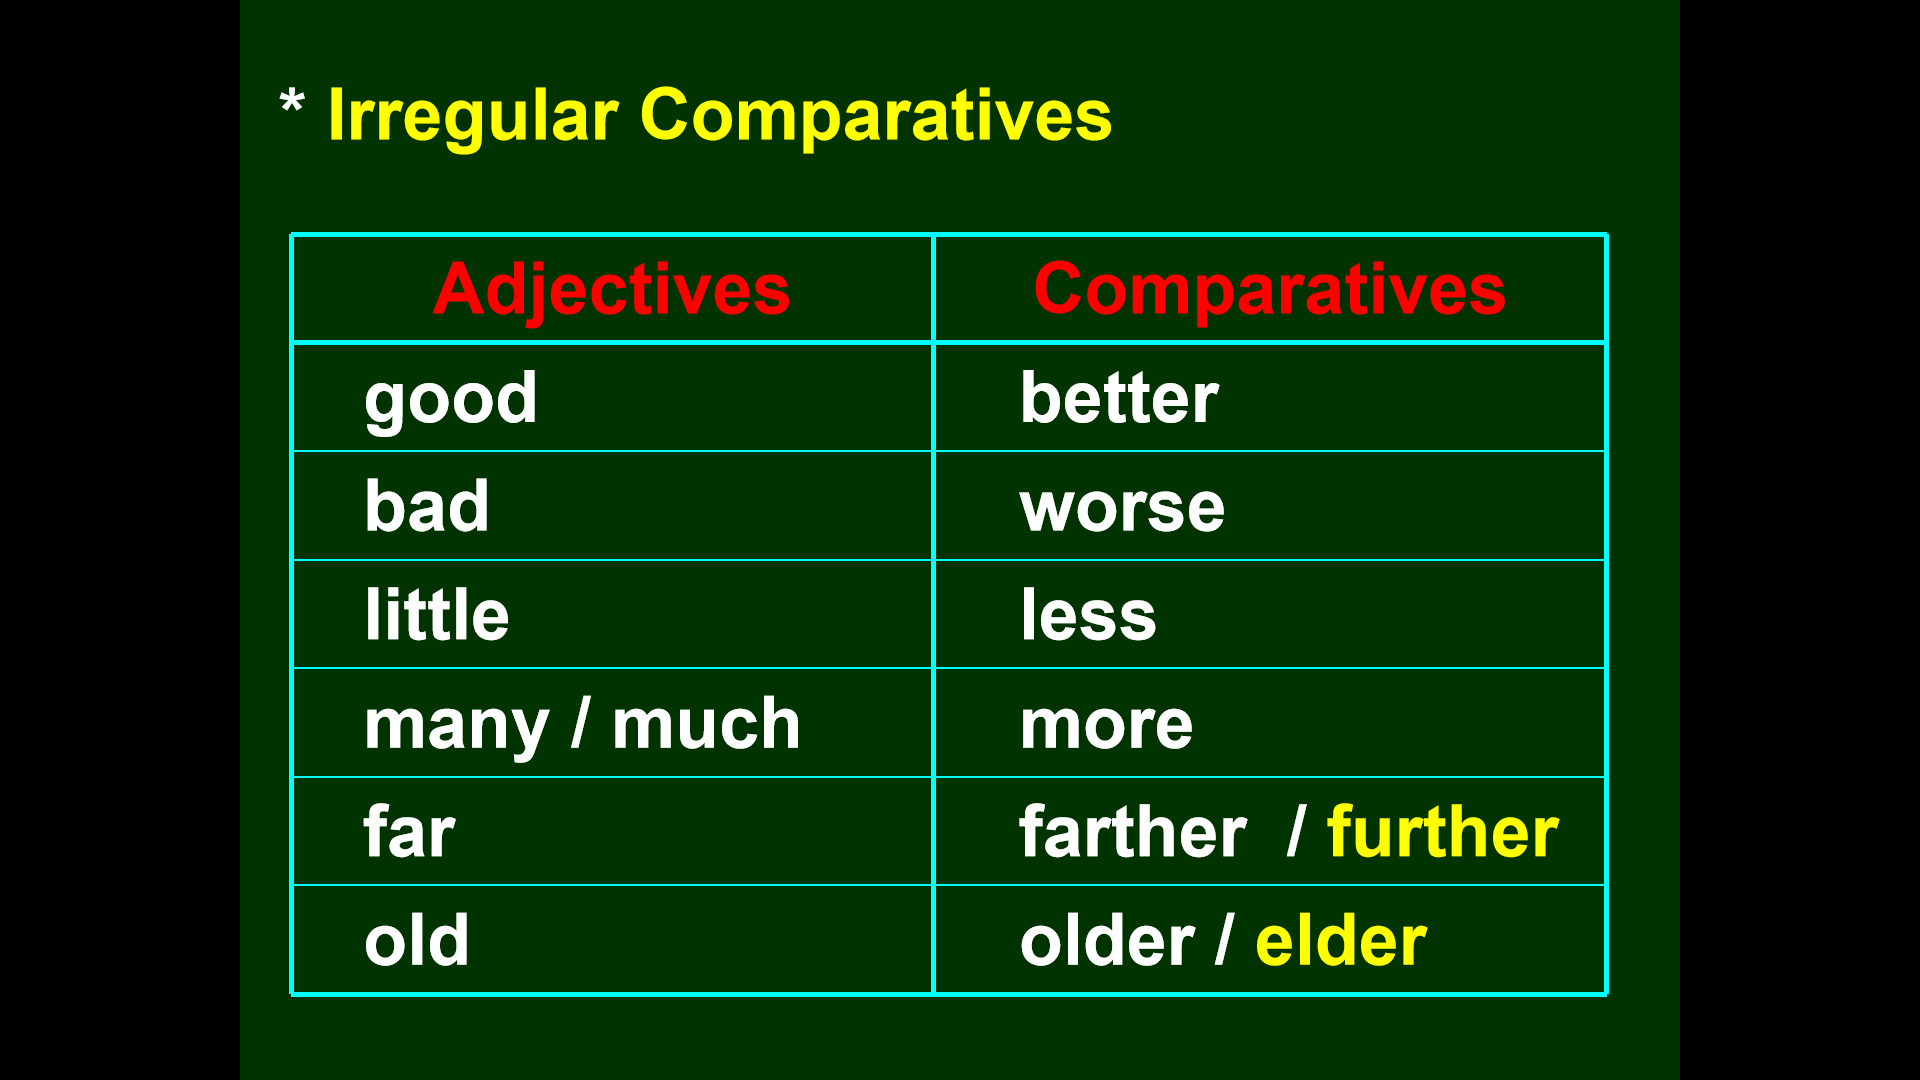 * Irregular Comparatives
Adjectives Comparatives
good better
bad worse
little less
many / much more
far farther / further
old older / elder